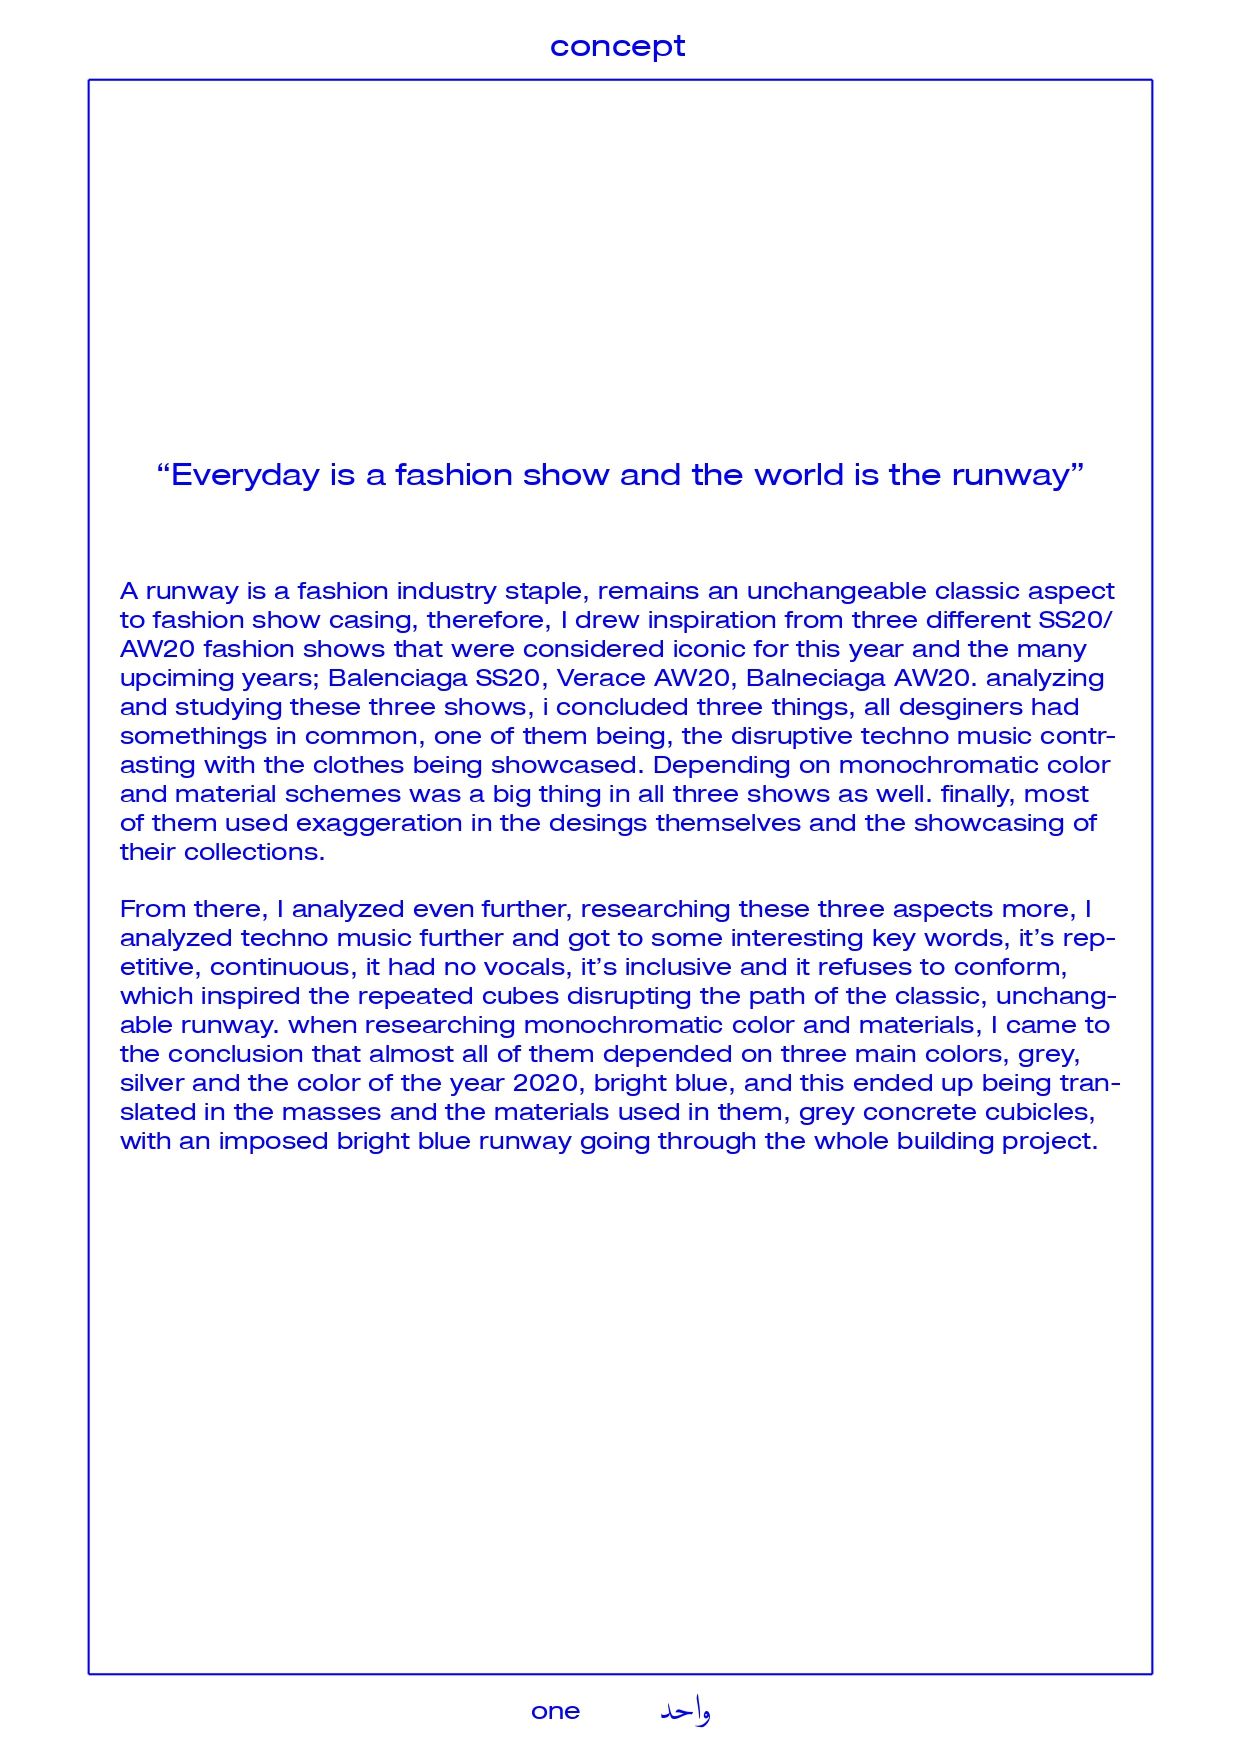 concept
“Everyday is a fashion show and the world is the runway”
A runway is a fashion industry staple, remains an unchangeable classic aspect
to fashion show casing, therefore, I drew inspiration from three different SS20/
AW20 fashion shows that were considered iconic for this year and the many
upciming years; Balenciaga SS20, Verace AW20, Balneciaga AW20. analyzing
and studying these three shows, i concluded three things, all desginers had
somethings in common, one of them being, the disruptive techno music contr-
asting with the clothes being showcased. Depending on monochromatic color
and material schemes was a big thing in all three shows as well. finally, most
of them used exaggeration in the desings themselves and the showcasing of
their collections.
From there, I analyzed even further, researching these three aspects more, I
analyzed techno music further and got to some interesting key words, it’s rep-
etitive, continuous, it had no vocals, it’s inclusive and it refuses to conform,
which inspired the repeated cubes disrupting the path of the classic, unchang-
able runway. when researching monochromatic color and materials, I came to
the conclusion that almost all of them depended on three main colors, grey,
silver and the color of the year 2020, bright blue, and this ended up being tran-
slated in the masses and the materials used in them, grey concrete cubicles,
with an imposed bright blue runway going through the whole building project.
one واحد